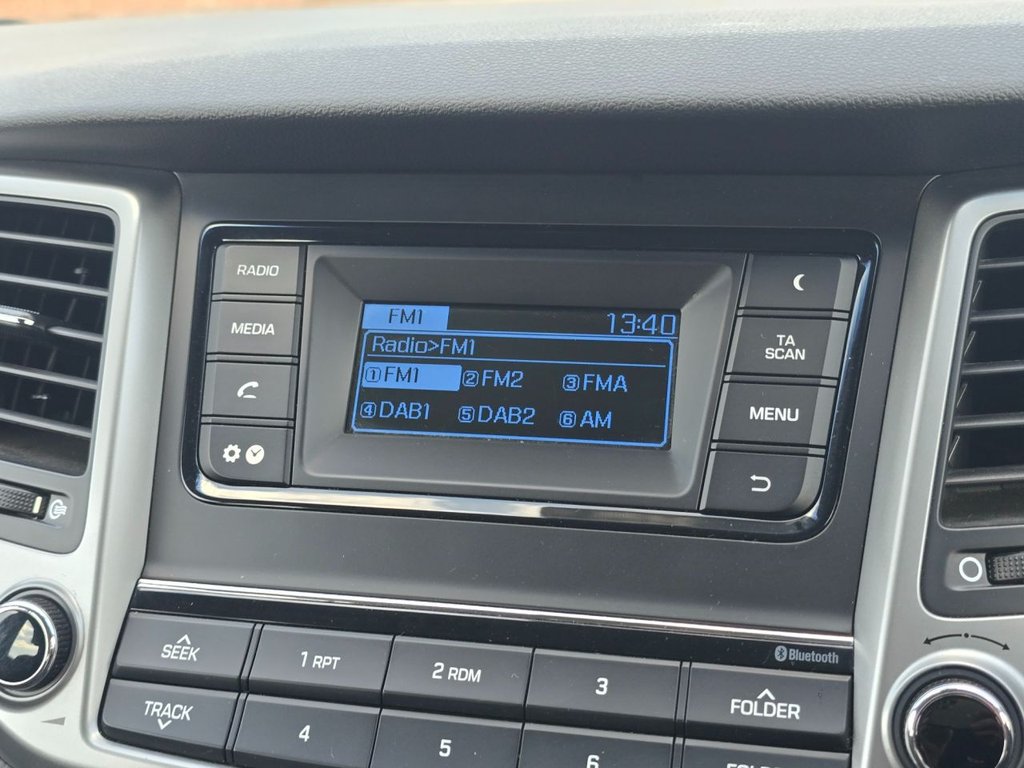 RADIO
MEDIA
FM1 13:40
Radio>FM1
①FM1 ②FM2 ③FMA
④DAB1 ⑤DAB2 ⑥AM
TA
SCAN
MENU
Bluetooth
SEEK
1 RPT
2 RDM
3
FOLDER
TRACK
4
5
6